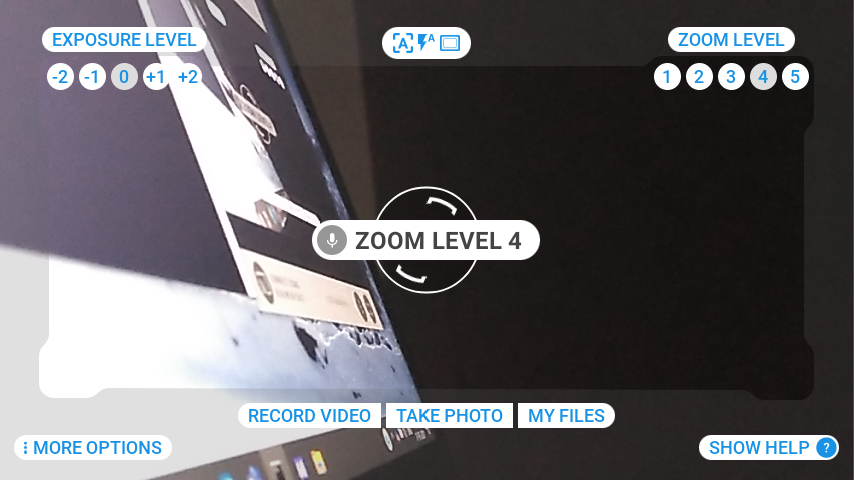 EXPOSURE LEVEL
-2 -1 0 +1 +2
A
A
ZOOM LEVEL
1 2 3 4 5
ZOOM LEVEL 4
RECORD VIDEO
TAKE PHOTO
MY FILES
MORE OPTIONS
SHOW HELP ?